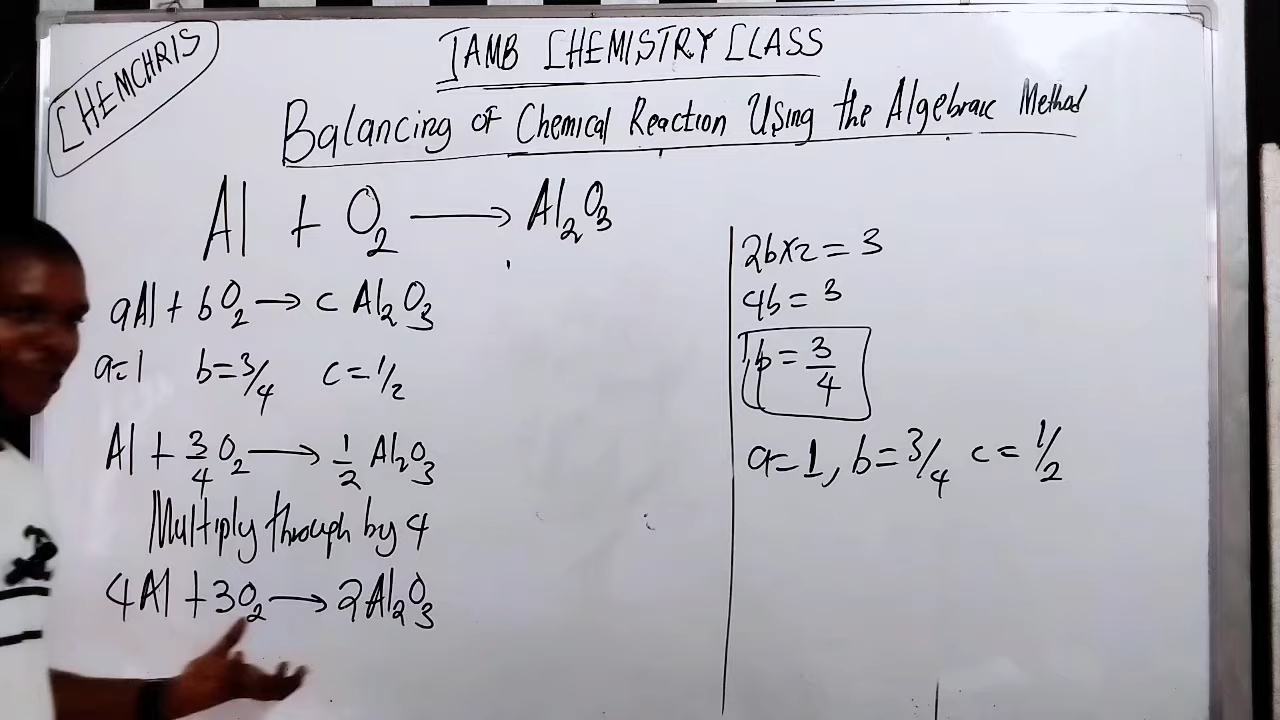 CHEMCHRIS
JAMB CHEMISTRY CLASS
Balancing of Chemical Reaction Using the Algebraic Method
Al + O₂ → Al₂O₃
aAl + bO₂ → c Al₂O₃
a=1 b=3/4 c=1/2
Al + 3/4 O₂ → 1/2 Al₂O₃
Multiply through by 4
4Al + 3O₂ → 2Al₂O₃
2b×2 = 3
4b = 3
b = 3/4
a=1, b=3/4 c=1/2